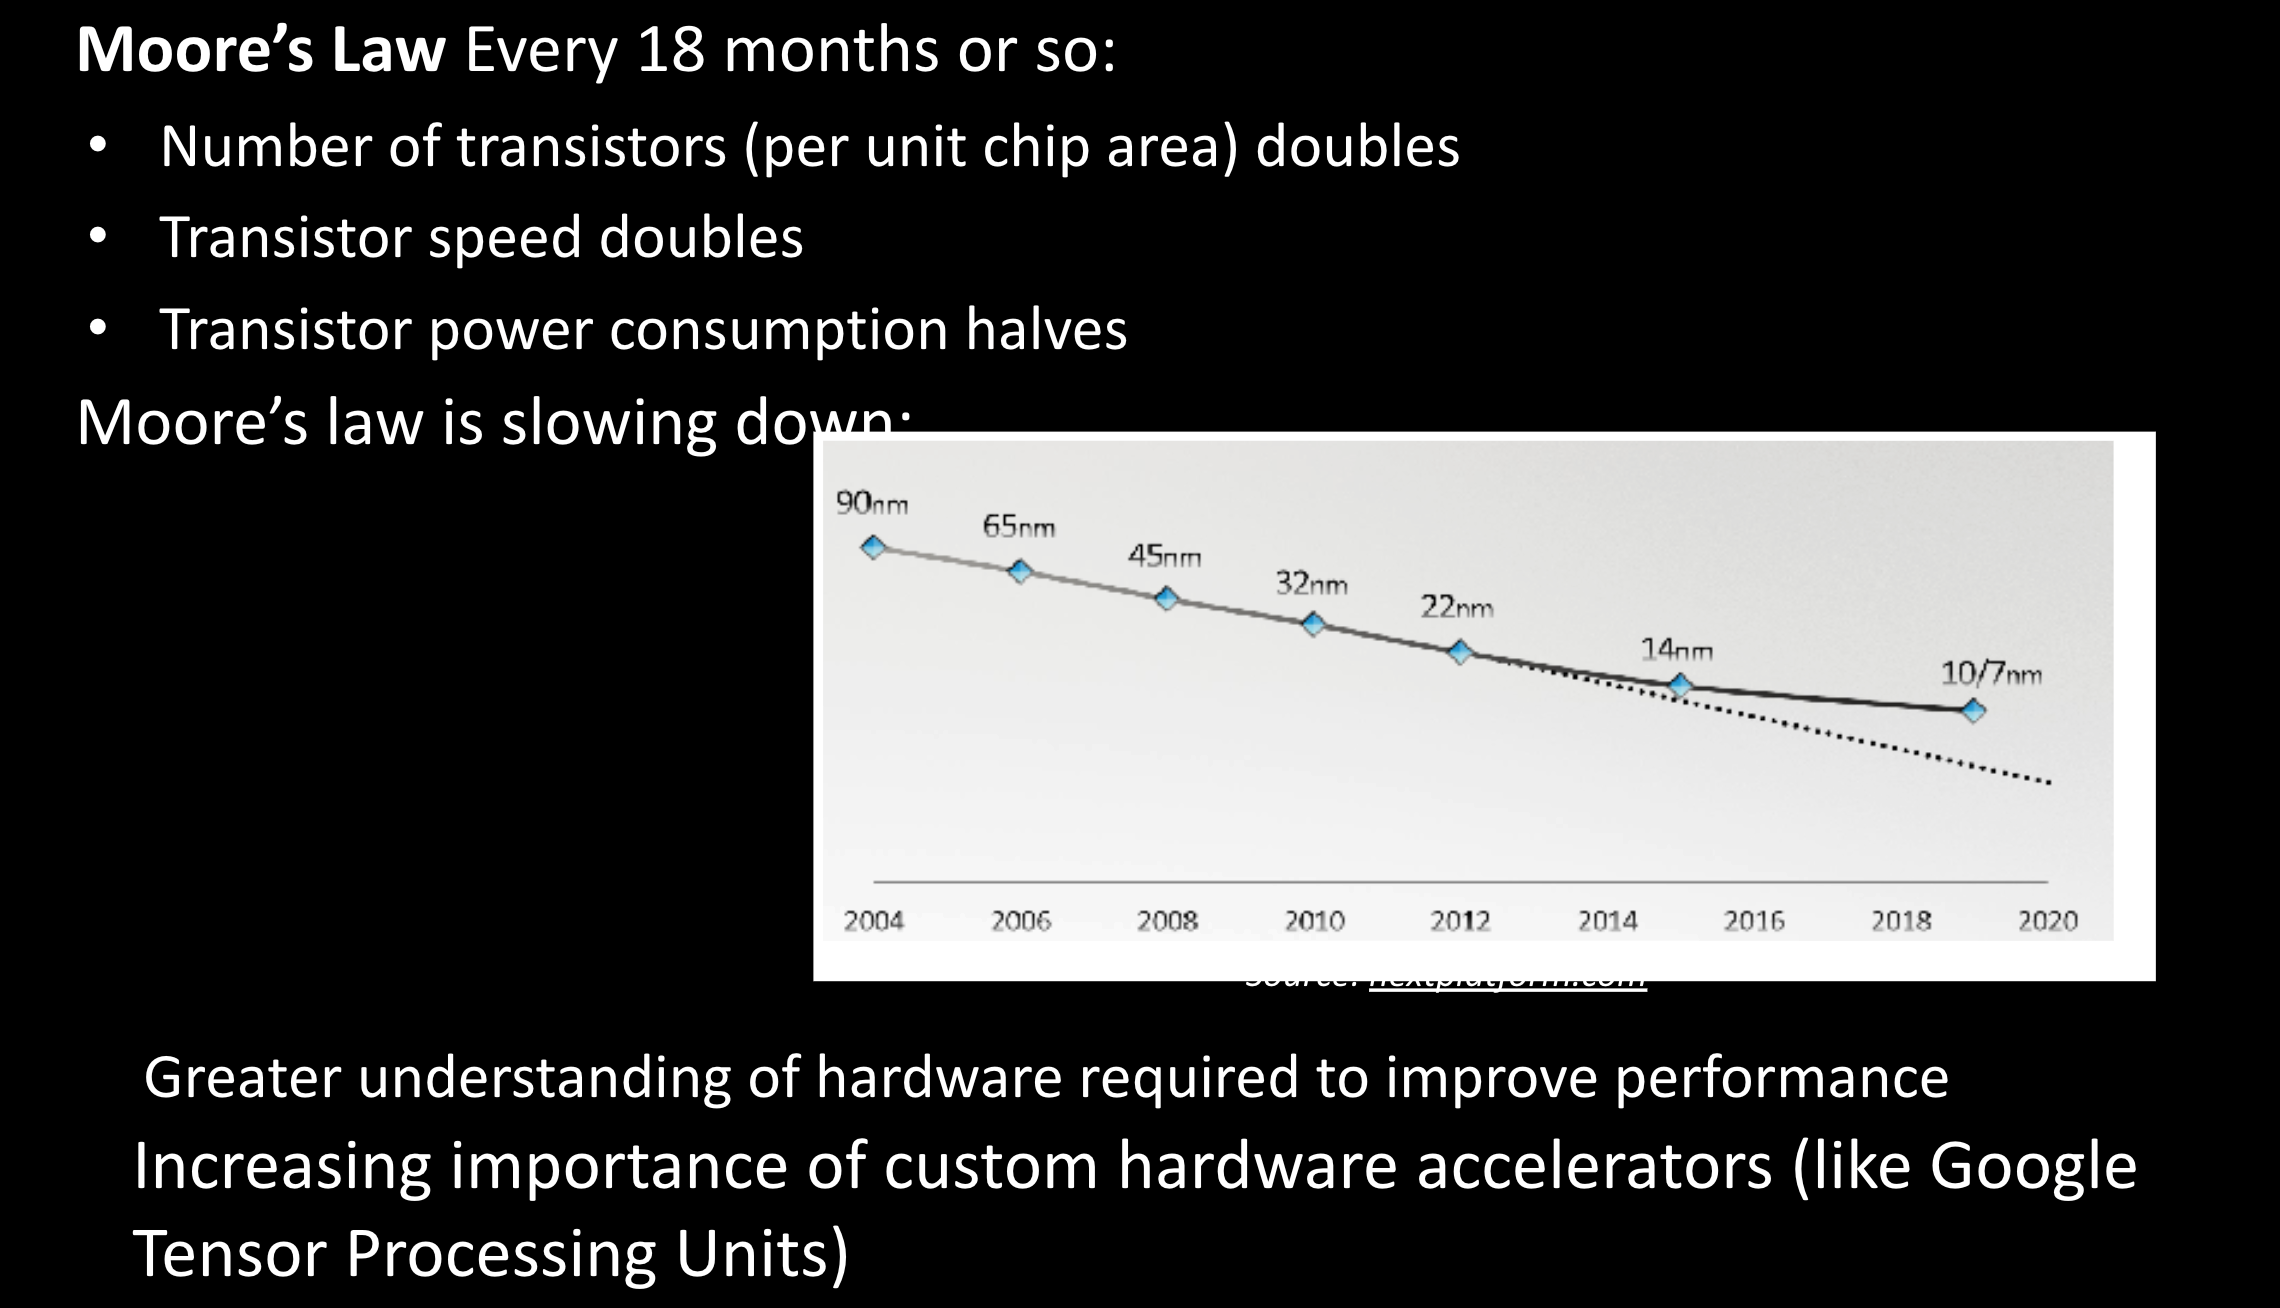 Moore’s Law Every 18 months or so:
• Number of transistors (per unit chip area) doubles
• Transistor speed doubles
• Transistor power consumption halves
Moore’s law is slowing down:
90nm
65nm
45nm
32nm
22nm
14nm
10/7nm
2004 2006 2008 2010 2012 2014 2016 2018 2020
Source: nextplatform.com
Greater understanding of hardware required to improve performance
Increasing importance of custom hardware accelerators (like Google
Tensor Processing Units)